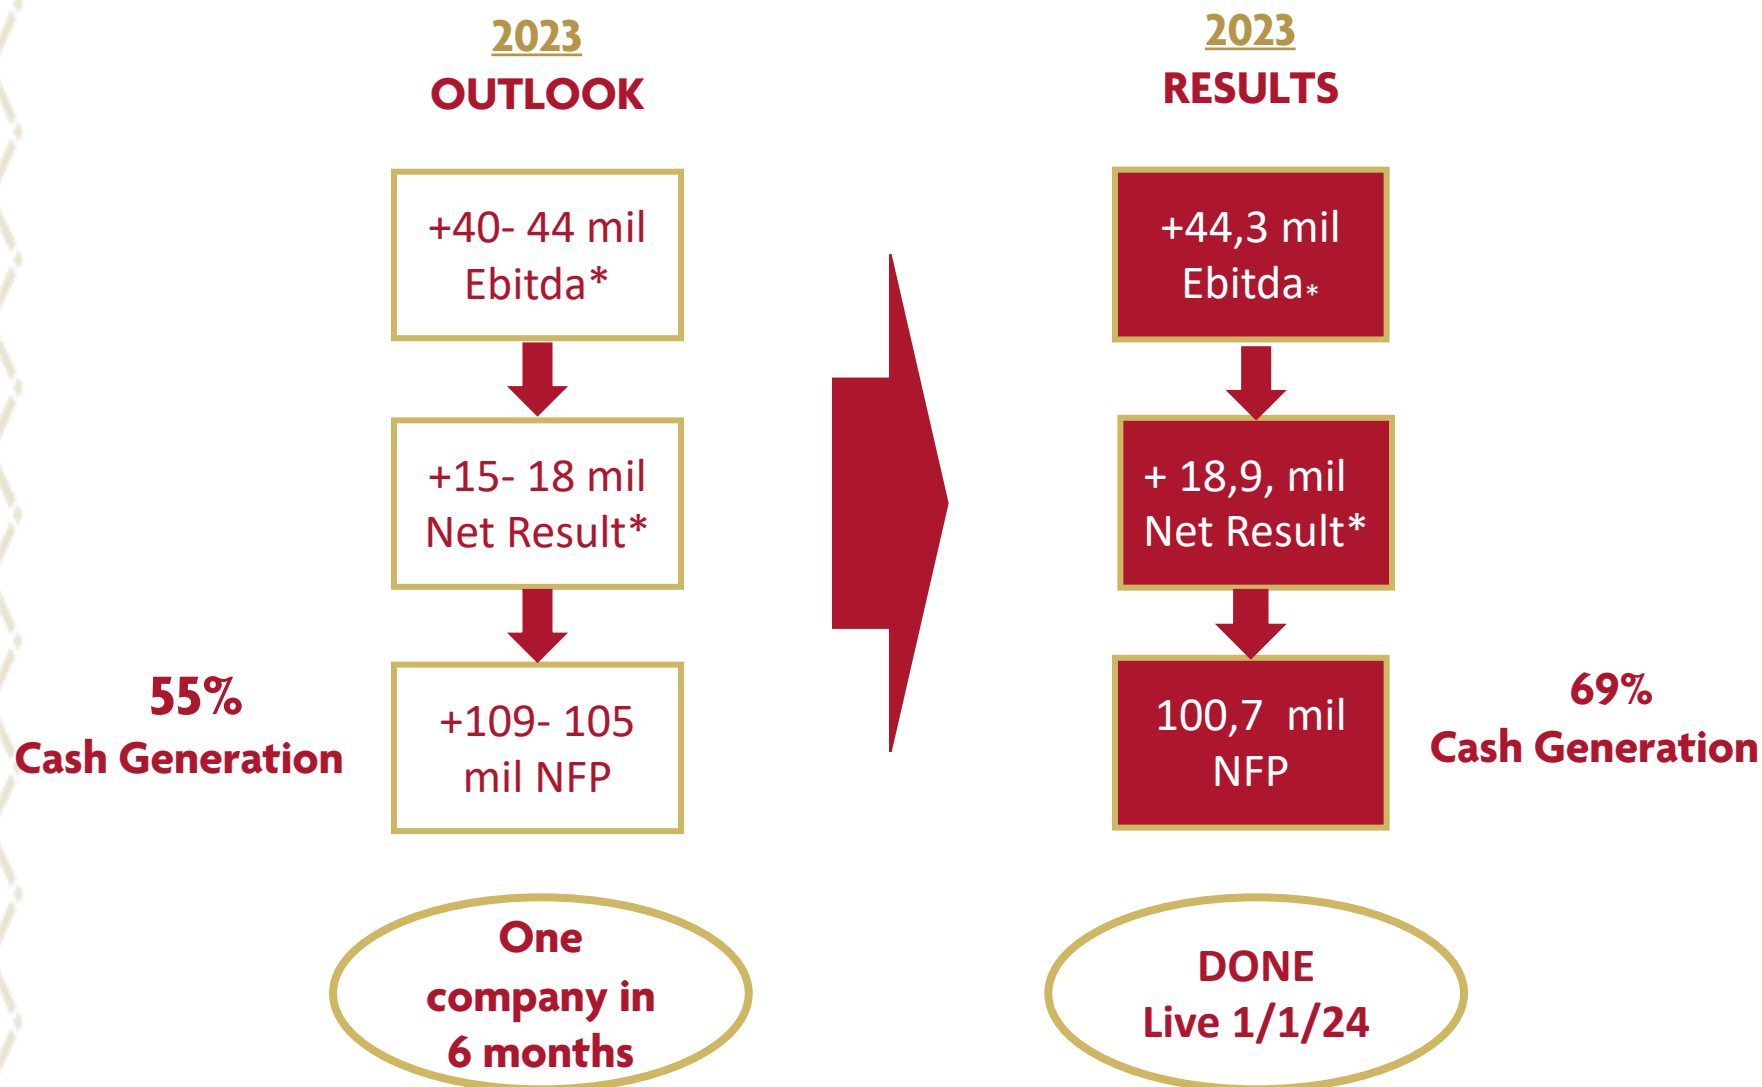 2023
OUTLOOK
+40- 44 mil
Ebitda*
+15- 18 mil
Net Result*
55%
Cash Generation
+109- 105
mil NFP
One
company in
6 months
2023
RESULTS
+44,3 mil
Ebitda*
+ 18,9, mil
Net Result*
100,7 mil
NFP
69%
Cash Generation
DONE
Live 1/1/24